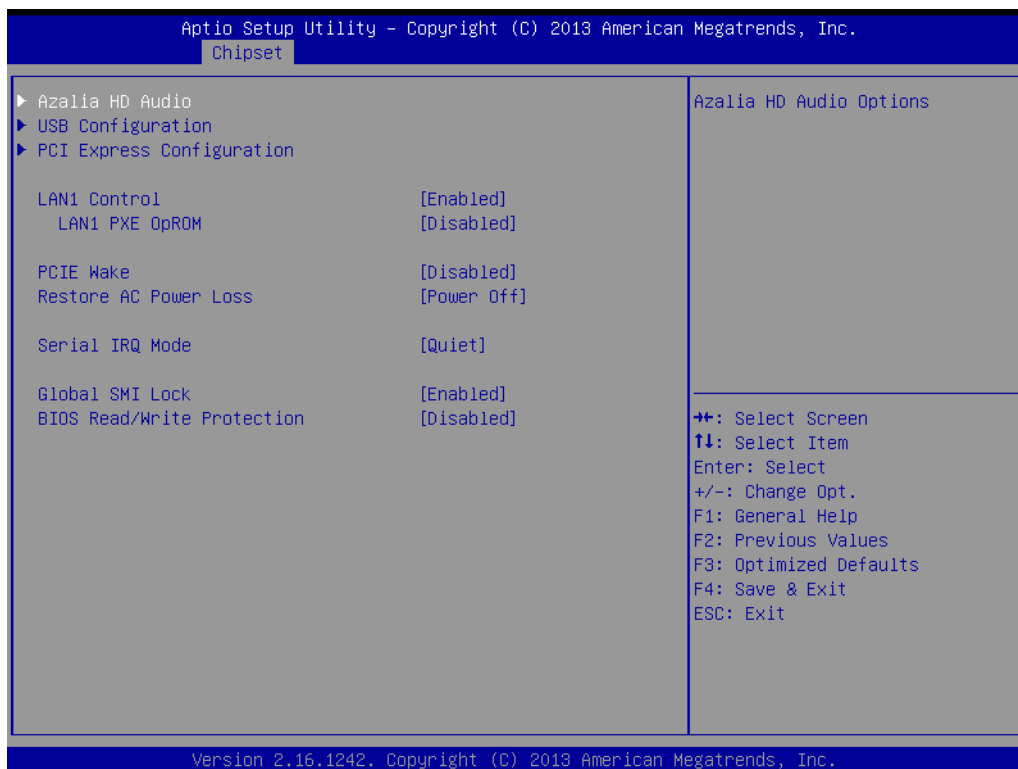 Aptio Setup Utility – Copyright (C) 2013 American Megatrends, Inc.
Chipset
▶ Azalia HD Audio
▶ USB Configuration
▶ PCI Express Configuration
LAN1 Control [Enabled]
LAN1 PXE OpROM [Disabled]
PCIE Wake [Disabled]
Restore AC Power Loss [Power Off]
Serial IRQ Mode [Quiet]
Global SMI Lock [Enabled]
BIOS Read/Write Protection [Disabled]
Azalia HD Audio Options
→←: Select Screen
↑↓: Select Item
Enter: Select
+/-: Change Opt.
F1: General Help
F2: Previous Values
F3: Optimized Defaults
F4: Save & Exit
ESC: Exit
Version 2.16.1242. Copyright (C) 2013 American Megatrends, Inc.